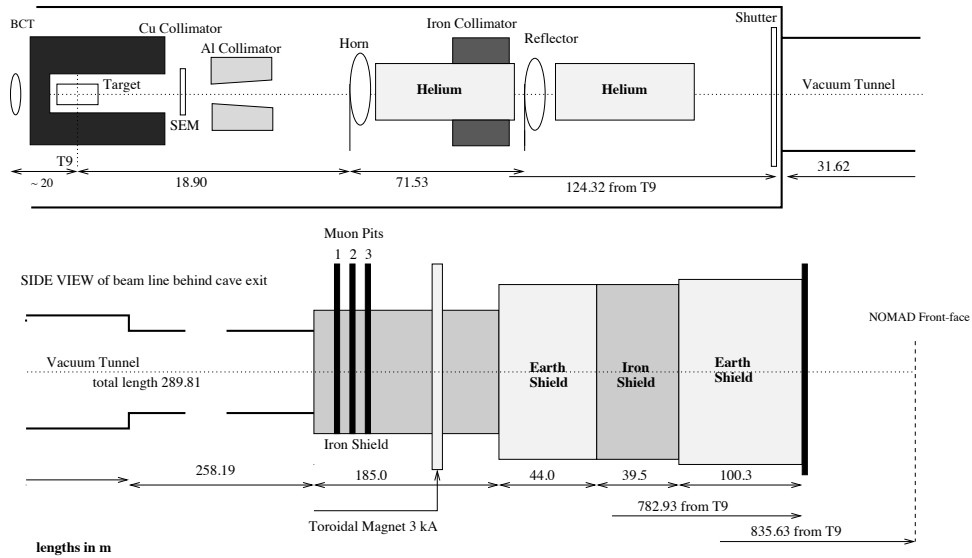 BCT
Cu Collimator
Al Collimator
Target
SEM
Horn
Iron Collimator
Reflector
Helium
Helium
Shutter
Vacuum Tunnel
T9
~ 20
18.90
71.53
124.32 from T9
31.62
Muon Pits
1 2 3
SIDE VIEW of beam line behind cave exit
NOMAD Front-face
Vacuum Tunnel
total length 289.81
Earth
Shield
Iron
Shield
Earth
Shield
Iron Shield
258.19
185.0
44.0
39.5
100.3
782.93 from T9
Toroidal Magnet 3 kA
835.63 from T9
lengths in m